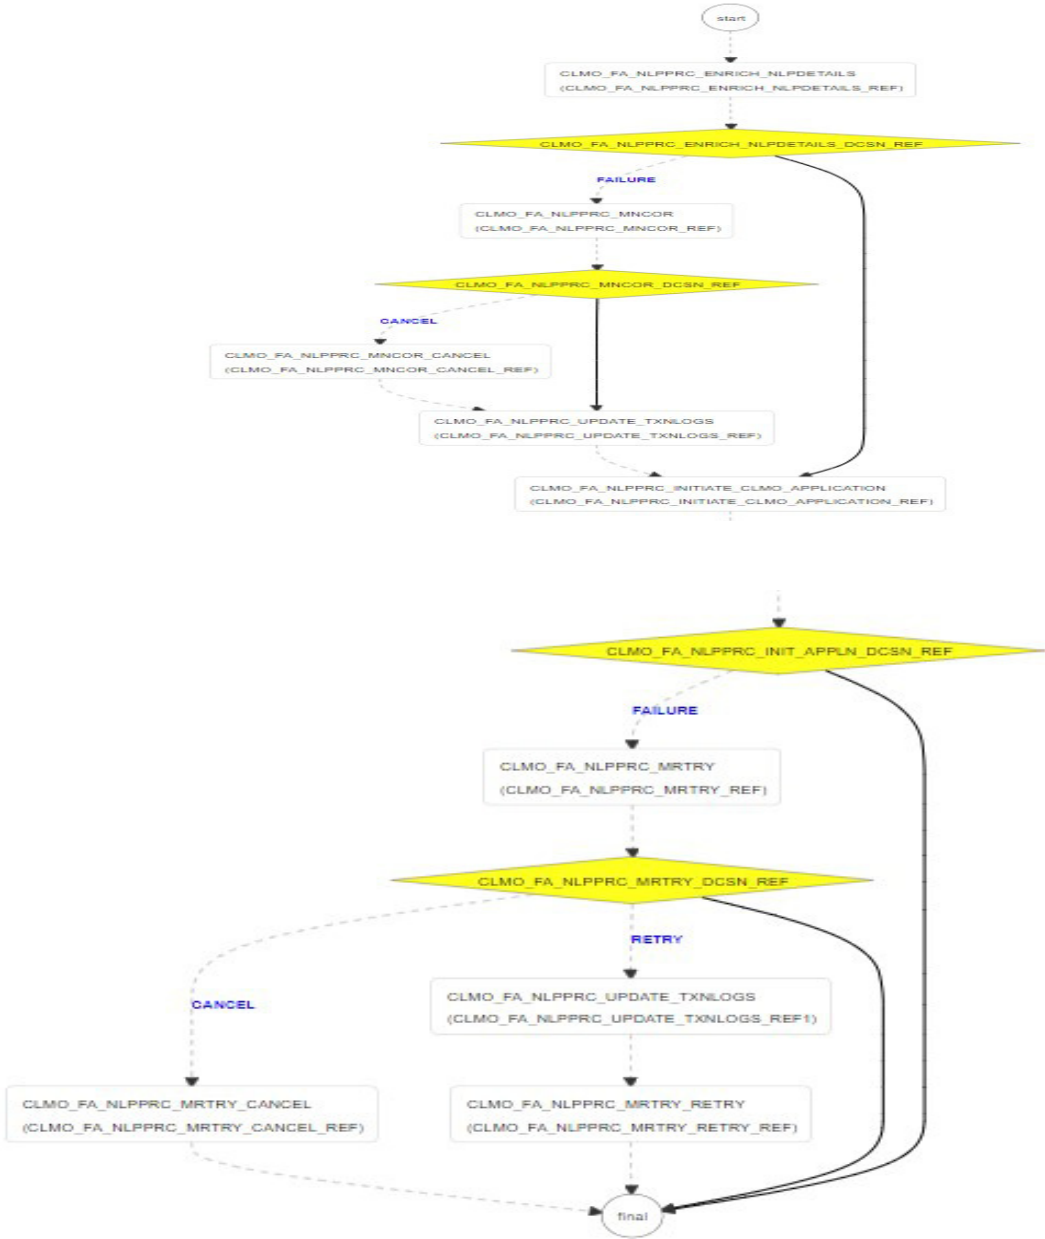 start
CLMO_FA_NLPPRC_ENRICH_NLPDETAILS
(CLMO_FA_NLPPRC_ENRICH_NLPDETAILS_REF)
CLMO_FA_NLPPRC_ENRICH_NLPDETAILS_DCSN_REF
FAILURE
CLMO_FA_NLPPRC_MNCOR
(CLMO_FA_NLPPRC_MNCOR_REF)
CLMO_FA_NLPPRC_MNCOR_DCSN_REF
CANCEL
CLMO_FA_NLPPRC_MNCOR_CANCEL
(CLMO_FA_NLPPRC_MNCOR_CANCEL_REF)
CLMO_FA_NLPPRC_UPDATE_TXNLOGS
(CLMO_FA_NLPPRC_UPDATE_TXNLOGS_REF)
CLMO_FA_NLPPRC_INITIATE_CLMO_APPLICATION
(CLMO_FA_NLPPRC_INITIATE_CLMO_APPLICATION_REF)
CLMO_FA_NLPPRC_INIT_APPLN_DCSN_REF
FAILURE
CLMO_FA_NLPPRC_MRTRY
(CLMO_FA_NLPPRC_MRTRY_REF)
CLMO_FA_NLPPRC_MRTRY_DCSN_REF
RETRY
CANCEL
CLMO_FA_NLPPRC_UPDATE_TXNLOGS
(CLMO_FA_NLPPRC_UPDATE_TXNLOGS_REF1)
CLMO_FA_NLPPRC_MRTRY_CANCEL
(CLMO_FA_NLPPRC_MRTRY_CANCEL_REF)
CLMO_FA_NLPPRC_MRTRY_RETRY
(CLMO_FA_NLPPRC_MRTRY_RETRY_REF)
final